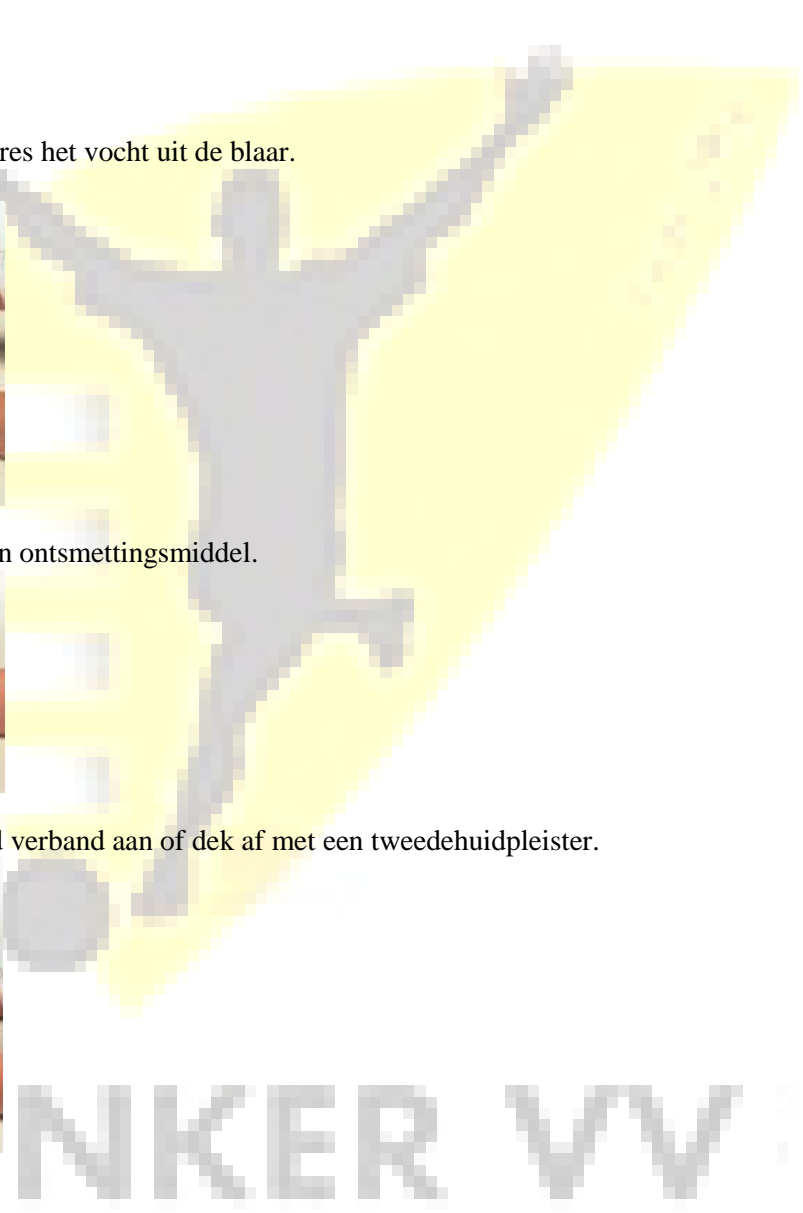 res het vocht uit de blaar.
n ontsmettingsmiddel.
verband aan of dek af met een tweedehuidpleister.
NKER VV